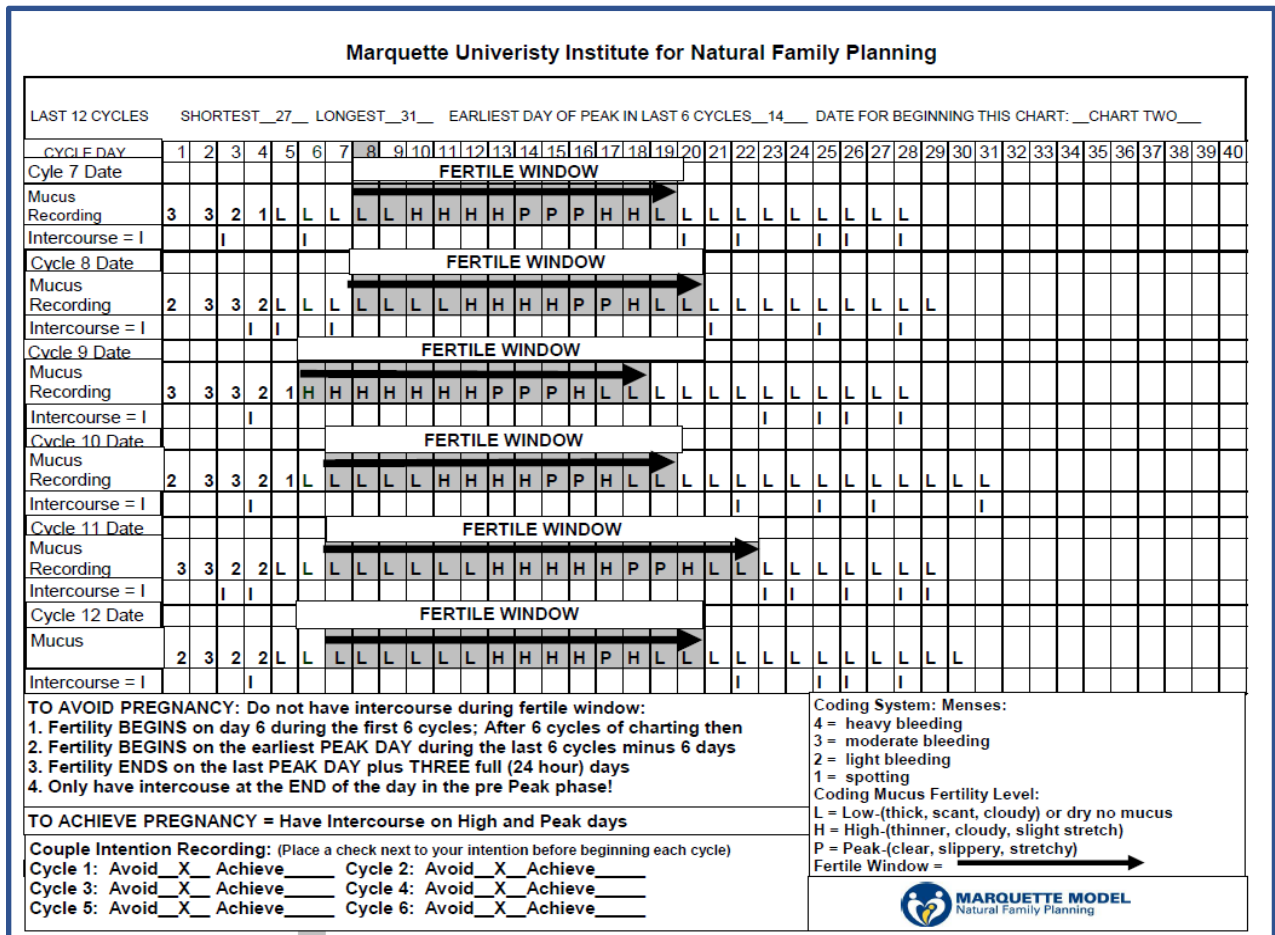 Marquette Univeristy Institute for Natural Family Planning
LAST 12 CYCLES SHORTEST__27__ LONGEST__31__ EARLIEST DAY OF PEAK IN LAST 6 CYCLES__14___ DATE FOR BEGINNING THIS CHART: __CHART TWO___
CYCLE DAY 1 2 3 4 5 6 7 8 9 10 11 12 13 14 15 16 17 18 19 20 21 22 23 24 25 26 27 28 29 30 31 32 33 34 35 36 37 38 39 40
Cyle 7 Date FERTILE WINDOW
Mucus
Recording 3 3 2 1 L L L L L H H H H P P P H H L L L L L L L L L L
Intercourse = I I I I I I I I
Cycle 8 Date FERTILE WINDOW
Mucus
Recording 2 3 3 2 L L L L L L L H H H H P P H L L L L L L L L L L L
Intercourse = I I I I I I I
Cycle 9 Date FERTILE WINDOW
Mucus
Recording 3 3 3 2 1 H H H H H H H P P P H L L L L L L L L L L L L
Intercourse = I I I I I I
Cycle 10 Date FERTILE WINDOW
Mucus
Recording 2 3 3 2 1 L L L L L H H H H P P H L L L L L L L L L L L L L L
Intercourse = I I I I I I
Cycle 11 Date FERTILE WINDOW
Mucus
Recording 3 3 2 2 L L L L L L L L H H H H H P P H L L L L L L L L L
Intercourse = I I I I I I I I
Cycle 12 Date FERTILE WINDOW
Mucus
2 3 2 2 L L L L L L L L H H H H P H L L L L L L L L L L L L
Intercourse = I I I I I I
TO AVOID PREGNANCY: Do not have intercourse during fertile window:
1. Fertility BEGINS on day 6 during the first 6 cycles; After 6 cycles of charting then
2. Fertility BEGINS on the earliest PEAK DAY during the last 6 cycles minus 6 days
3. Fertility ENDS on the last PEAK DAY plus THREE full (24 hour) days
4. Only have intercouse at the END of the day in the pre Peak phase!
TO ACHIEVE PREGNANCY = Have Intercourse on High and Peak days
Couple Intention Recording: (Place a check next to your intention before beginning each cycle)
Cycle 1: Avoid__X__ Achieve_____ Cycle 2: Avoid__X__Achieve_____
Cycle 3: Avoid__X__ Achieve_____ Cycle 4: Avoid__X__Achieve_____
Cycle 5: Avoid__X__ Achieve_____ Cycle 6: Avoid__X__Achieve_____
Coding System: Menses:
4 = heavy bleeding
3 = moderate bleeding
2 = light bleeding
1 = spotting
Coding Mucus Fertility Level:
L = Low-(thick, scant, cloudy) or dry no mucus
H = High-(thinner, cloudy, slight stretch)
P = Peak-(clear, slippery, stretchy)
Fertile Window =
MARQUETTE MODEL
Natural Family Planning